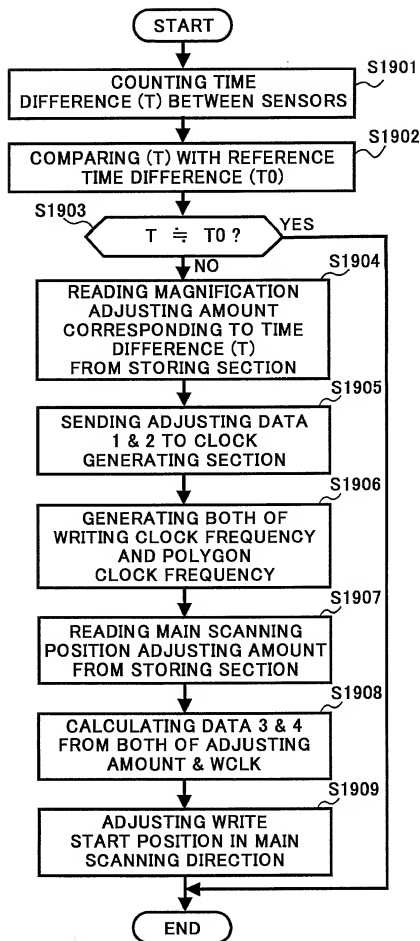 START
S1901
COUNTING TIME
DIFFERENCE (T) BETWEEN SENSORS
S1902
COMPARING (T) WITH REFERENCE
TIME DIFFERENCE (T0)
S1903
T ≒ T0 ?
YES
NO
S1904
READING MAGNIFICATION
ADJUSTING AMOUNT
CORRESPONDING TO TIME
DIFFERENCE (T)
FROM STORING SECTION
S1905
SENDING ADJUSTING DATA
1 & 2 TO CLOCK
GENERATING SECTION
S1906
GENERATING BOTH OF
WRITING CLOCK FREQUENCY
AND POLYGON
CLOCK FREQUENCY
S1907
READING MAIN SCANNING
POSITION ADJUSTING AMOUNT
FROM STORING SECTION
S1908
CALCULATING DATA 3 & 4
FROM BOTH OF ADJUSTING
AMOUNT & WCLK
S1909
ADJUSTING WRITE
START POSITION IN MAIN
SCANNING DIRECTION
END